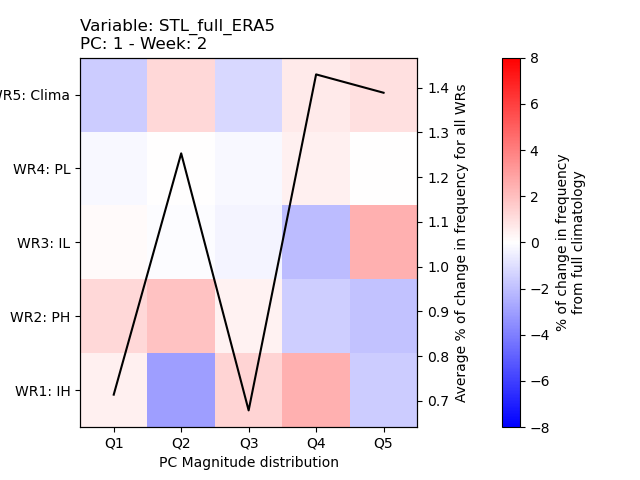 Variable: STL_full_ERA5
PC: 1 - Week: 2
WR5: Clima
WR4: PL
WR3: IL
WR2: PH
WR1: IH
Q1 Q2 Q3 Q4 Q5
PC Magnitude distribution
1.4
1.3
1.2
1.1
1.0
0.9
0.8
0.7
Average % of change in frequency for all WRs
8
6
4
2
0
−2
−4
−6
−8
% of change in frequency
from full climatology